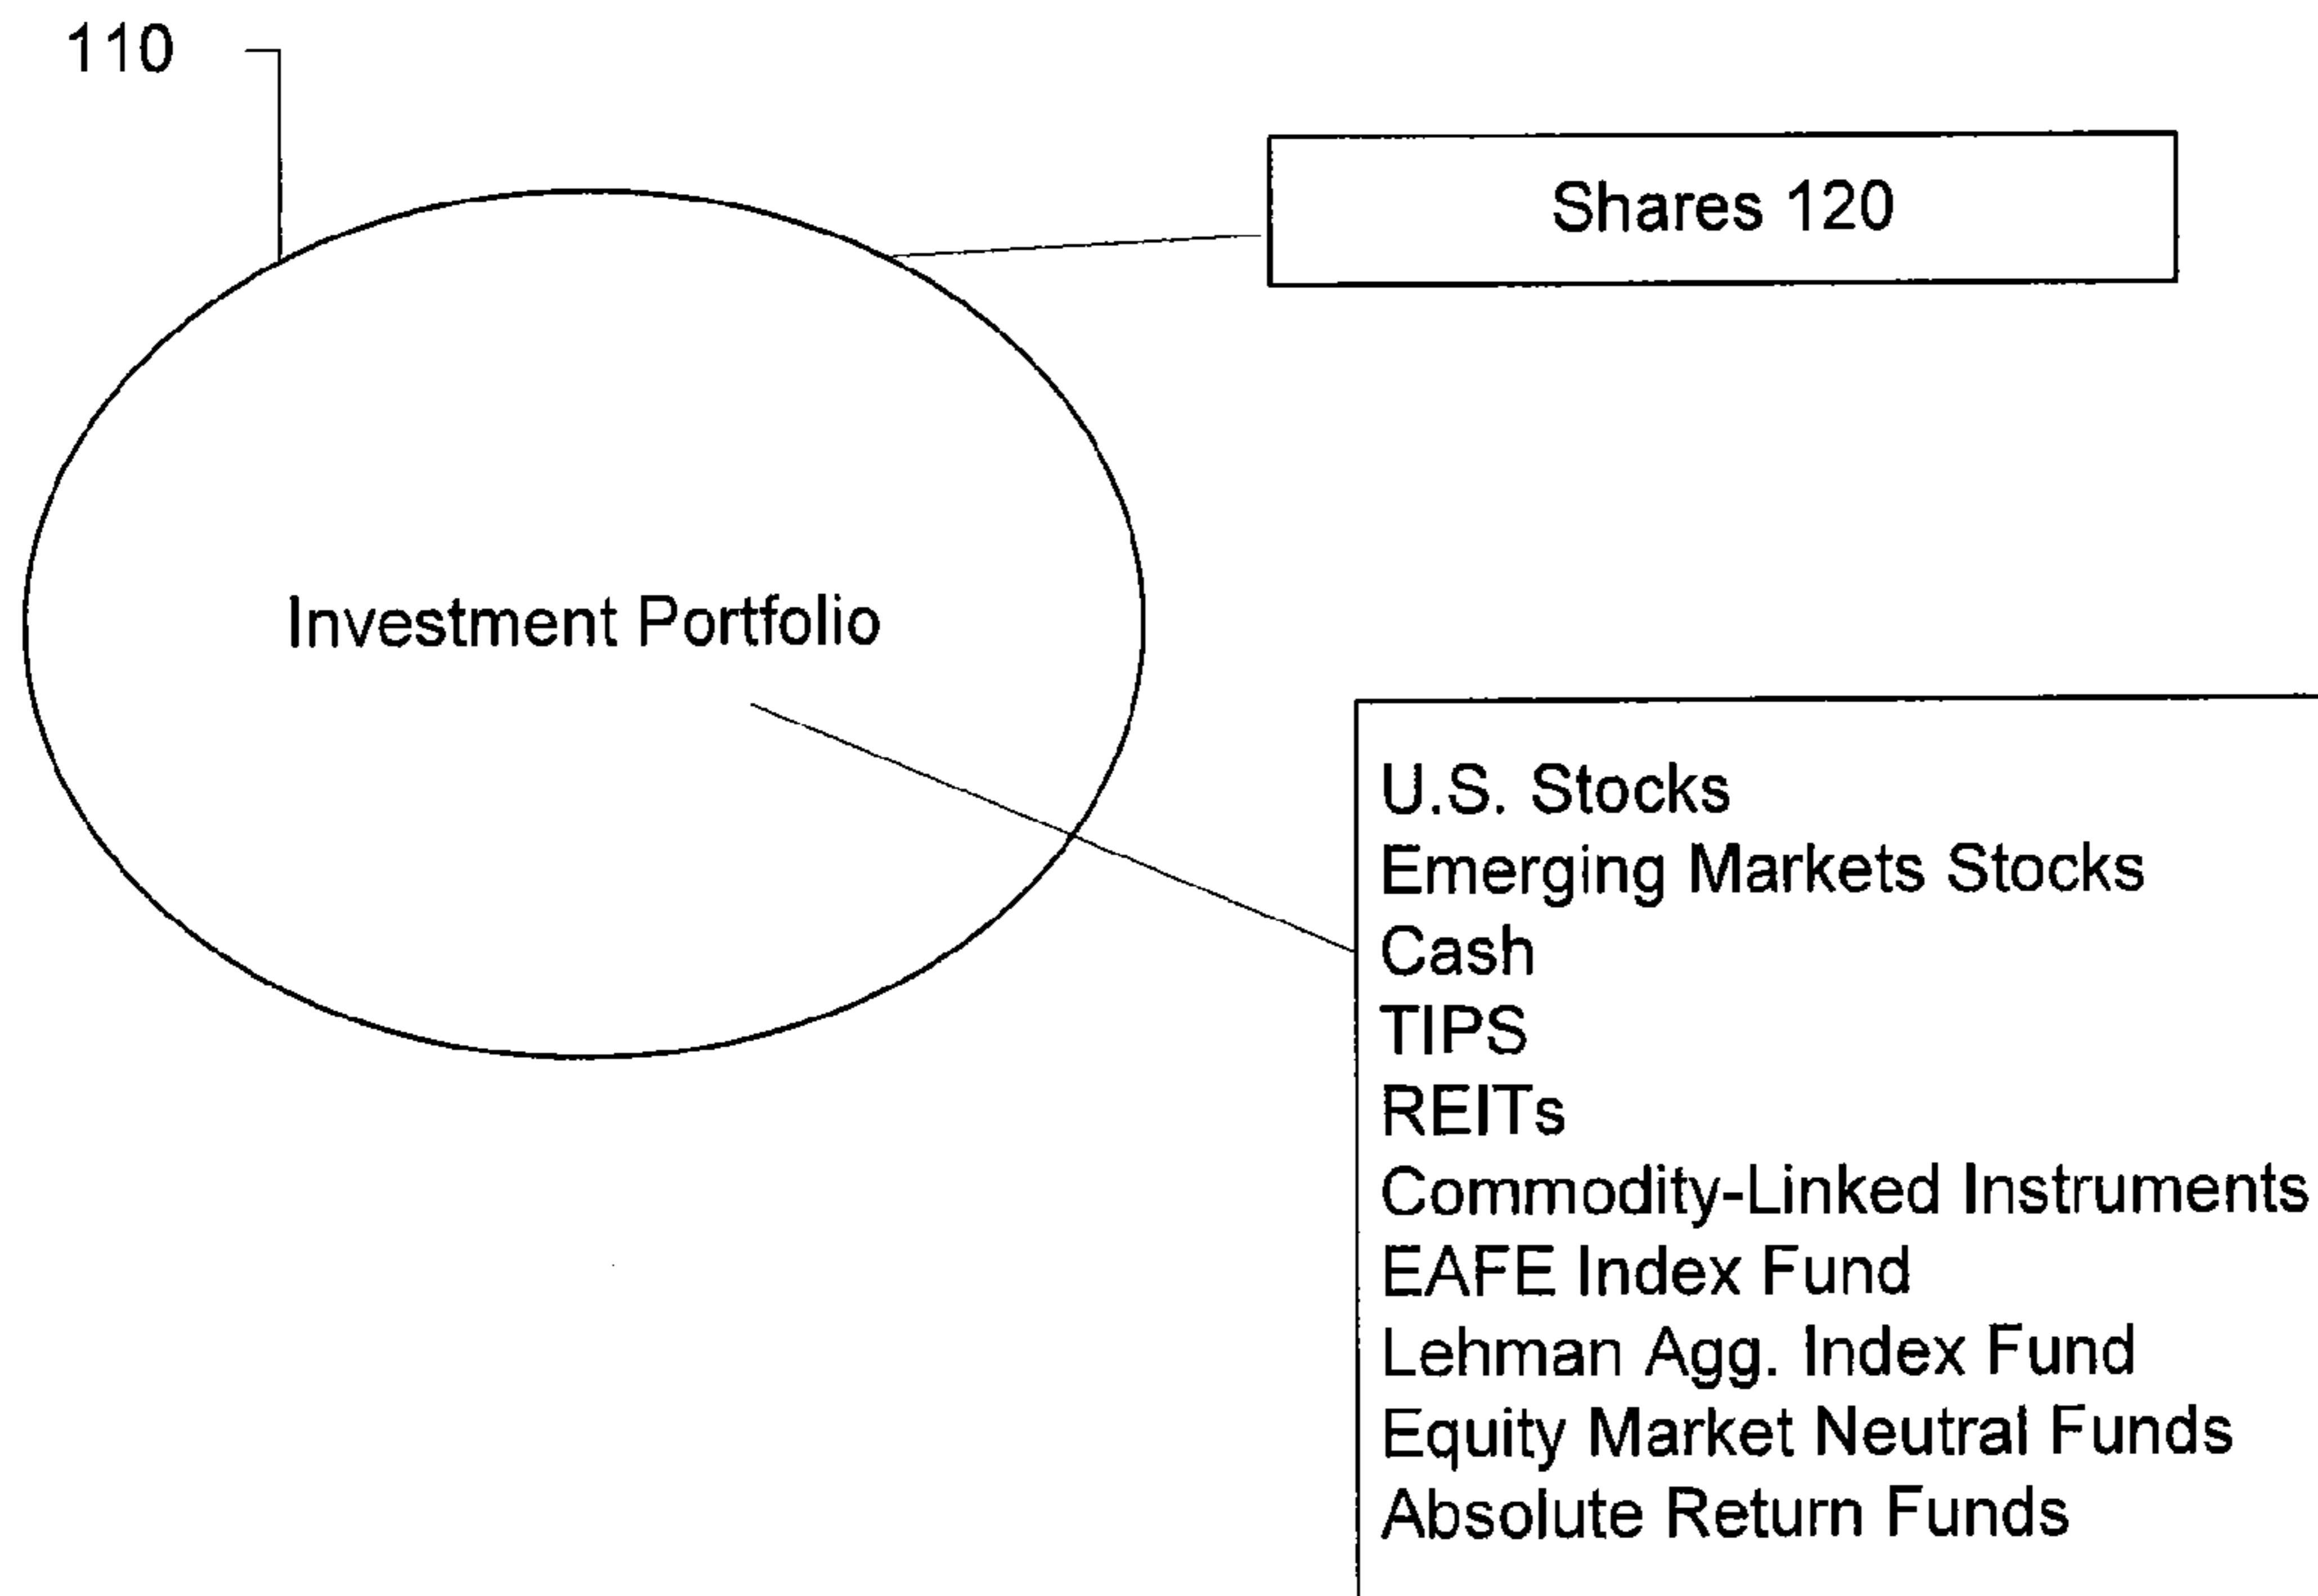 110
Shares 120
Investment Portfolio
U.S. Stocks
Emerging Markets Stocks
Cash
TIPS
REITs
Commodity-Linked Instruments
EAFE Index Fund
Lehman Agg. Index Fund
Equity Market Neutral Funds
Absolute Return Funds